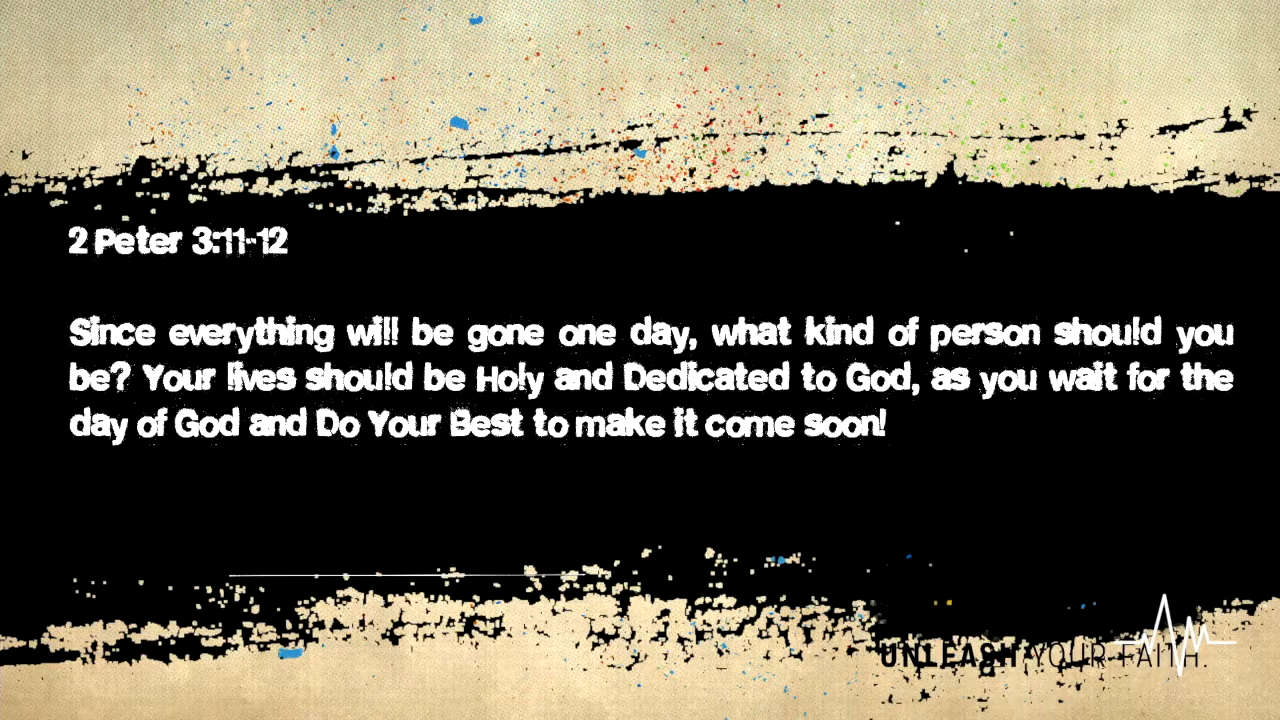 2 Peter 3:11-12
Since everything will be gone one day, what kind of person should you
be? Your lives should be Holy and Dedicated to God, as you wait for the
day of God and Do Your Best to make it come soon!
UNLEASH YOUR FAITH.